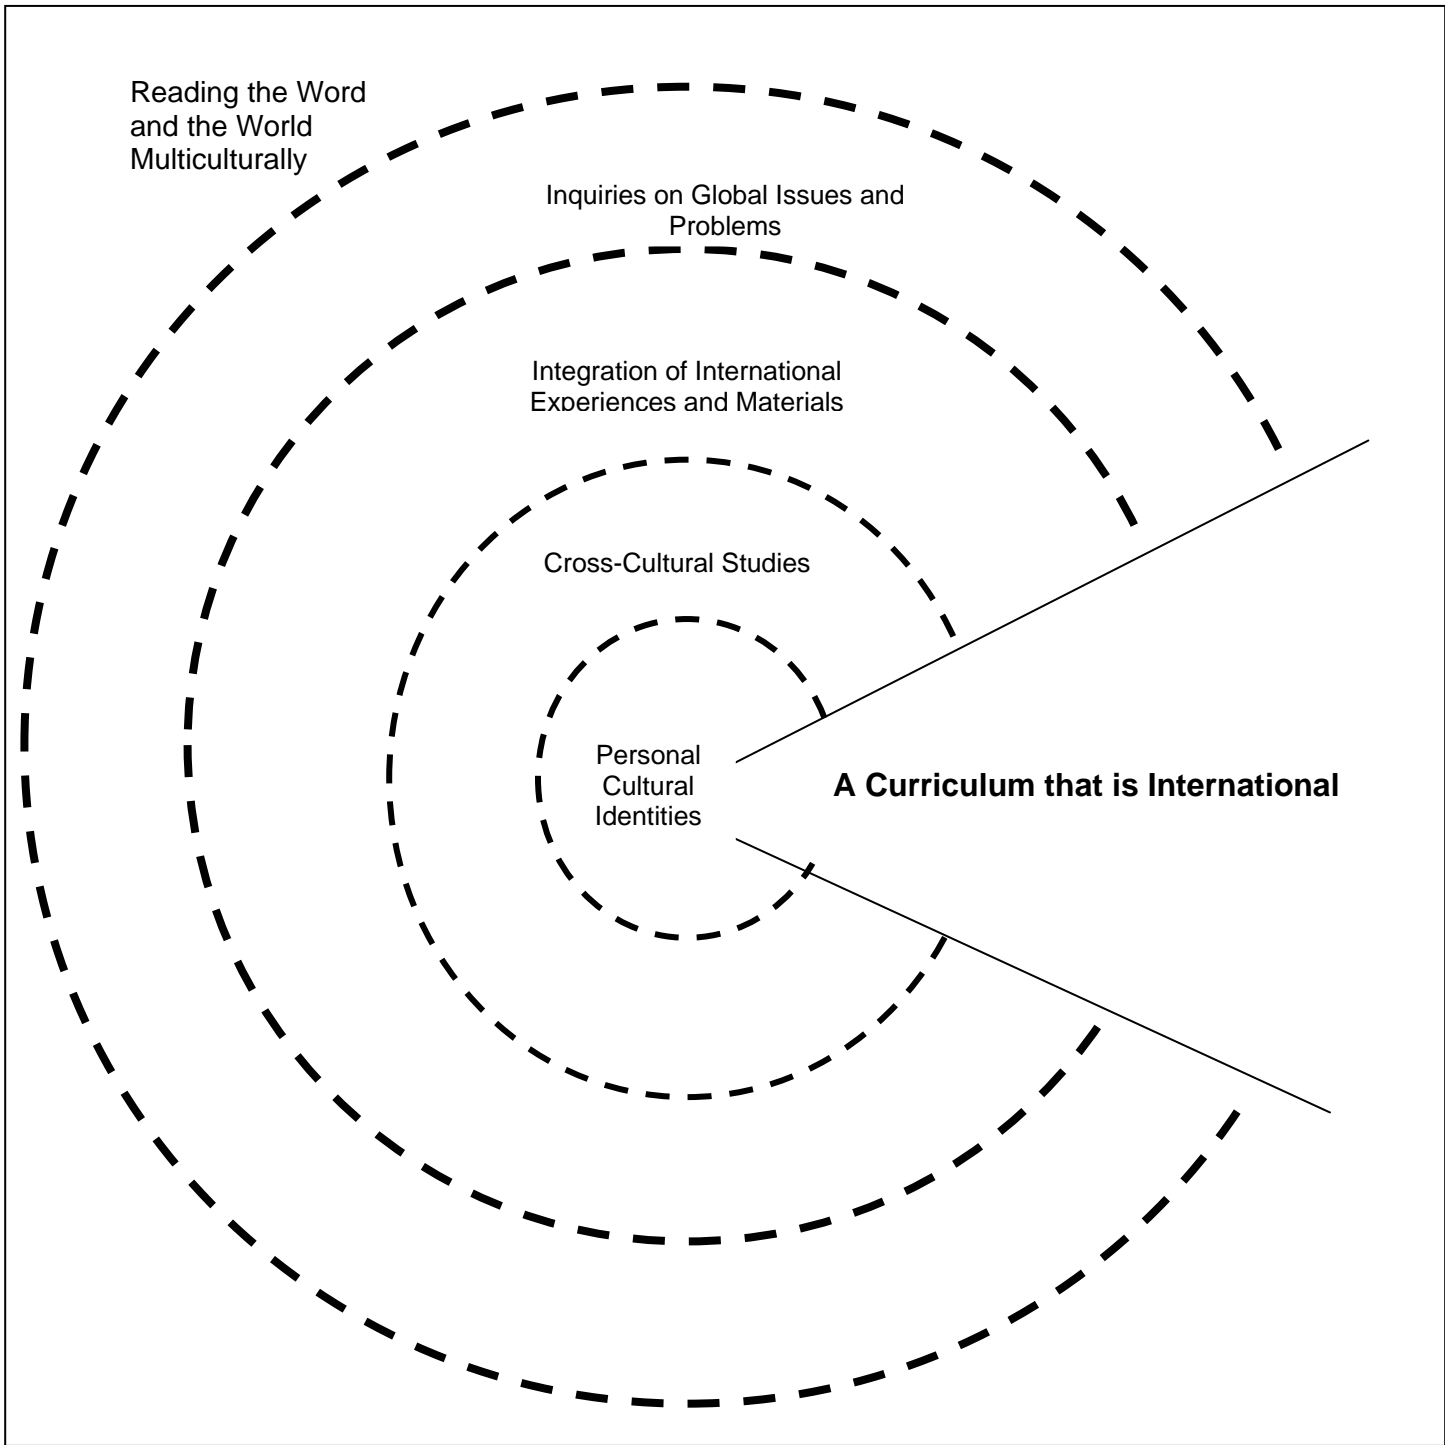 Reading the Word
and the World
Multiculturally
Inquiries on Global Issues and
Problems
Integration of International
Experiences and Materials
Cross-Cultural Studies
Personal
Cultural
Identities
A Curriculum that is International